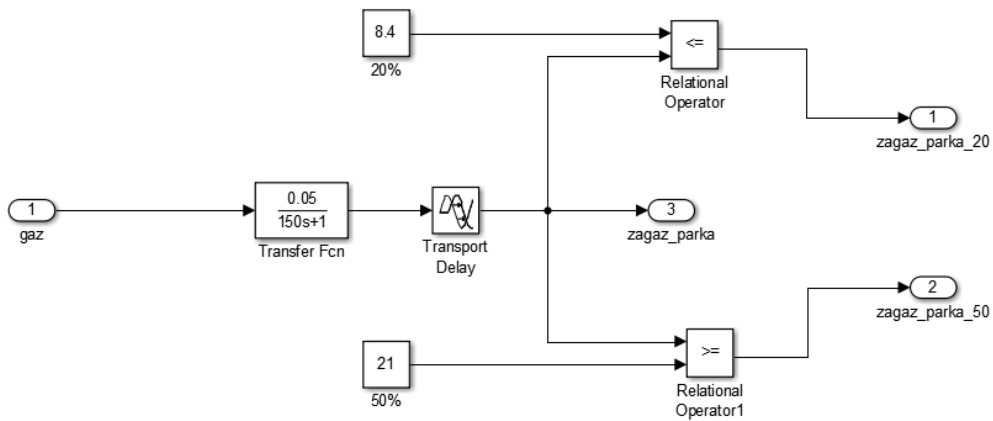 8.4
20%
<=
Relational
Operator
1
zagaz_parka_20
1
gaz
0.05
150s+1
Transfer Fcn
Transport
Delay
3
zagaz_parka
2
zagaz_parka_50
21
50%
>=
Relational
Operator1